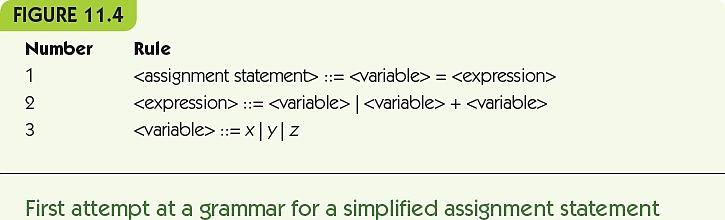 FIGURE 11.4
Number Rule
1 <assignment statement> ::= <variable> = <expression>
2 <expression> ::= <variable> | <variable> + <variable>
3 <variable> ::= x | y | z
First attempt at a grammar for a simplified assignment statement